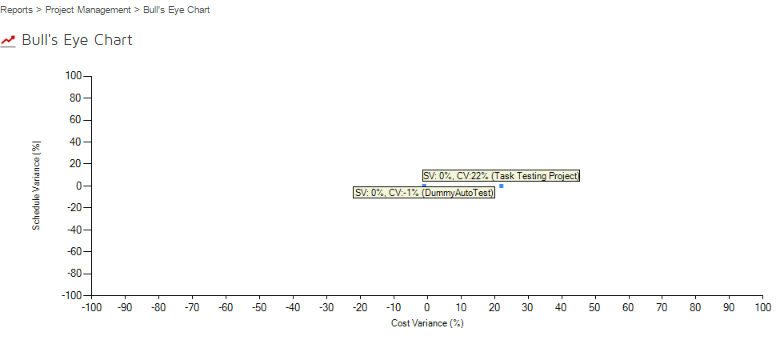 Reports > Project Management > Bull's Eye Chart
Bull's Eye Chart
100
80
60
40
20
0
-20
-40
-60
-80
-100
Schedule Variance (%)
SV: 0%, CV:22% (Task Testing Project)
SV: 0%, CV:-1% (DummyAutoTest)
-100 -90 -80 -70 -60 -50 -40 -30 -20 -10 0 10 20 30 40 50 60 70 80 90 100
Cost Variance (%)